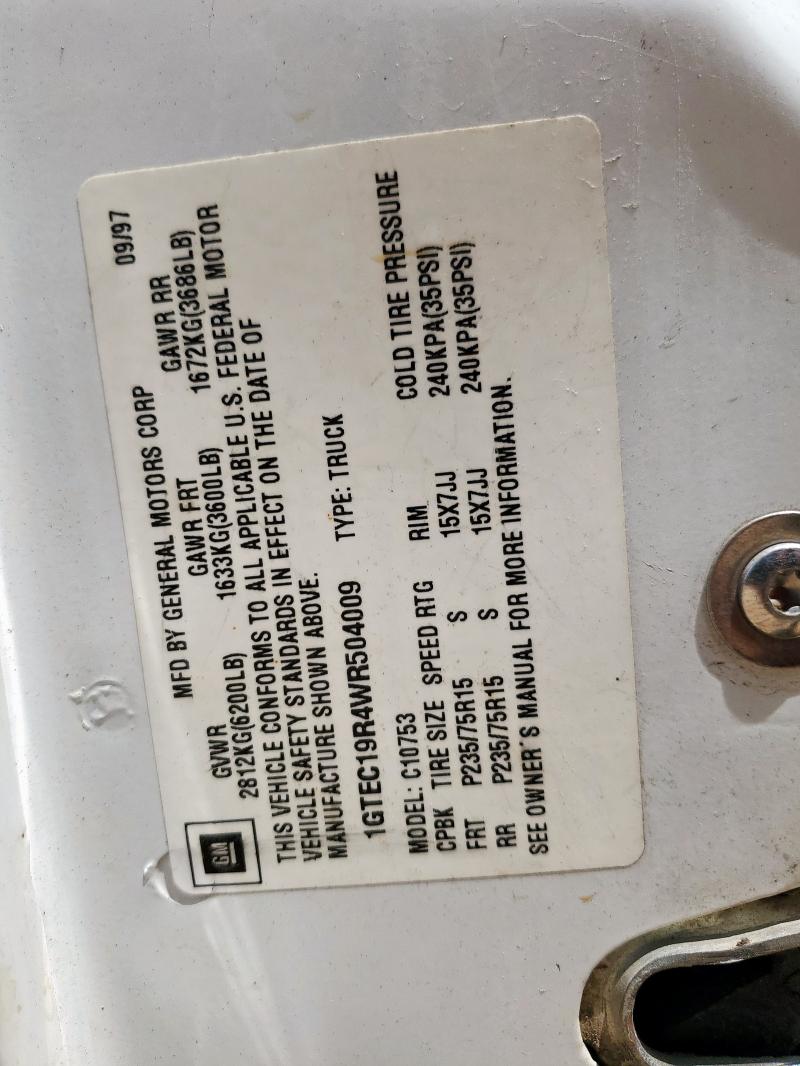 09/97
MFD BY GENERAL MOTORS CORP
GM
GVWR GAWR FRT GAWR RR
2812KG(6200LB) 1633KG(3600LB) 1672KG(3686LB)
THIS VEHICLE CONFORMS TO ALL APPLICABLE U.S. FEDERAL MOTOR
VEHICLE SAFETY STANDARDS IN EFFECT ON THE DATE OF
MANUFACTURE SHOWN ABOVE.
1GTEC19R4WR504009 TYPE: TRUCK
MODEL: C10753
CPBK TIRE SIZE SPEED RTG RIM COLD TIRE PRESSURE
FRT P235/75R15 S 15X7JJ 240KPA(35PSI)
RR P235/75R15 S 15X7JJ 240KPA(35PSI)
SEE OWNER'S MANUAL FOR MORE INFORMATION.